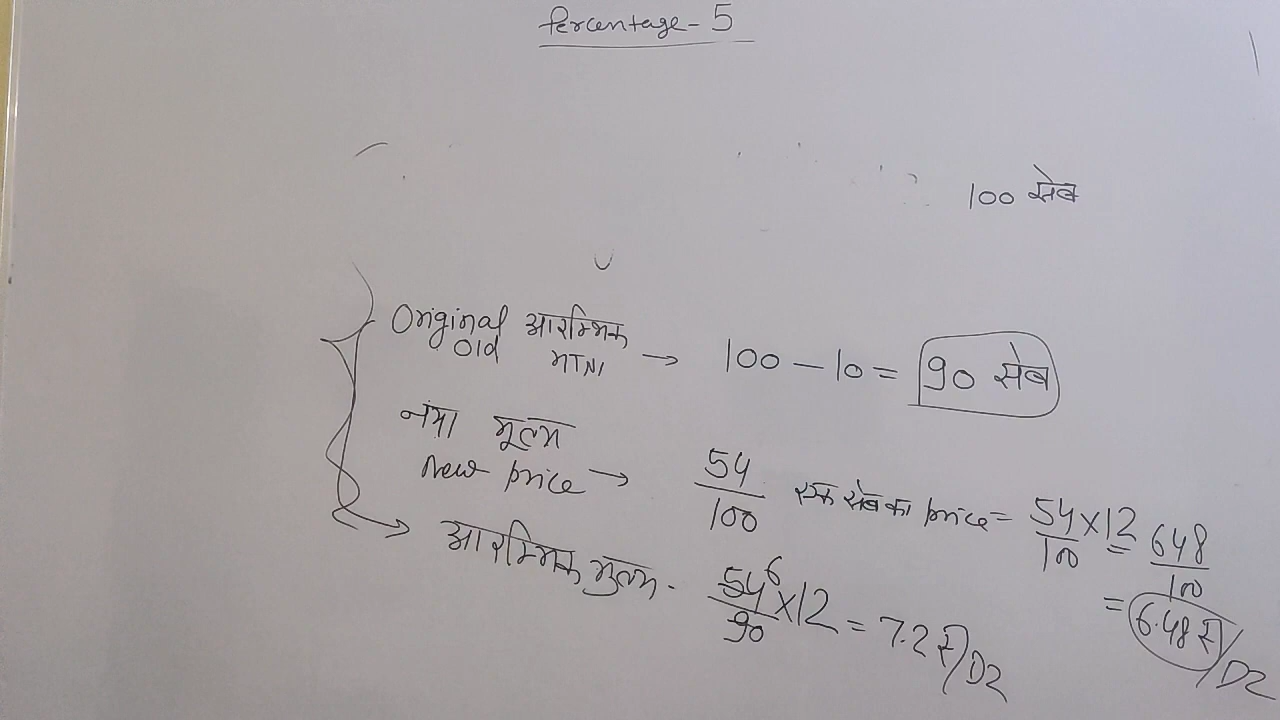 Percentage - 5
100 सेब
Original आरम्भिक
old मात्रा → 100 - 10 = 90 सेब
नया मूल्य
new price → 54/100 एक सेब का price = 54/100 × 12 648/100
= 6.48 रु/DZ
आरम्भिक मूल्य - 54/90 6 × 12 = 7.2 रु/DZ